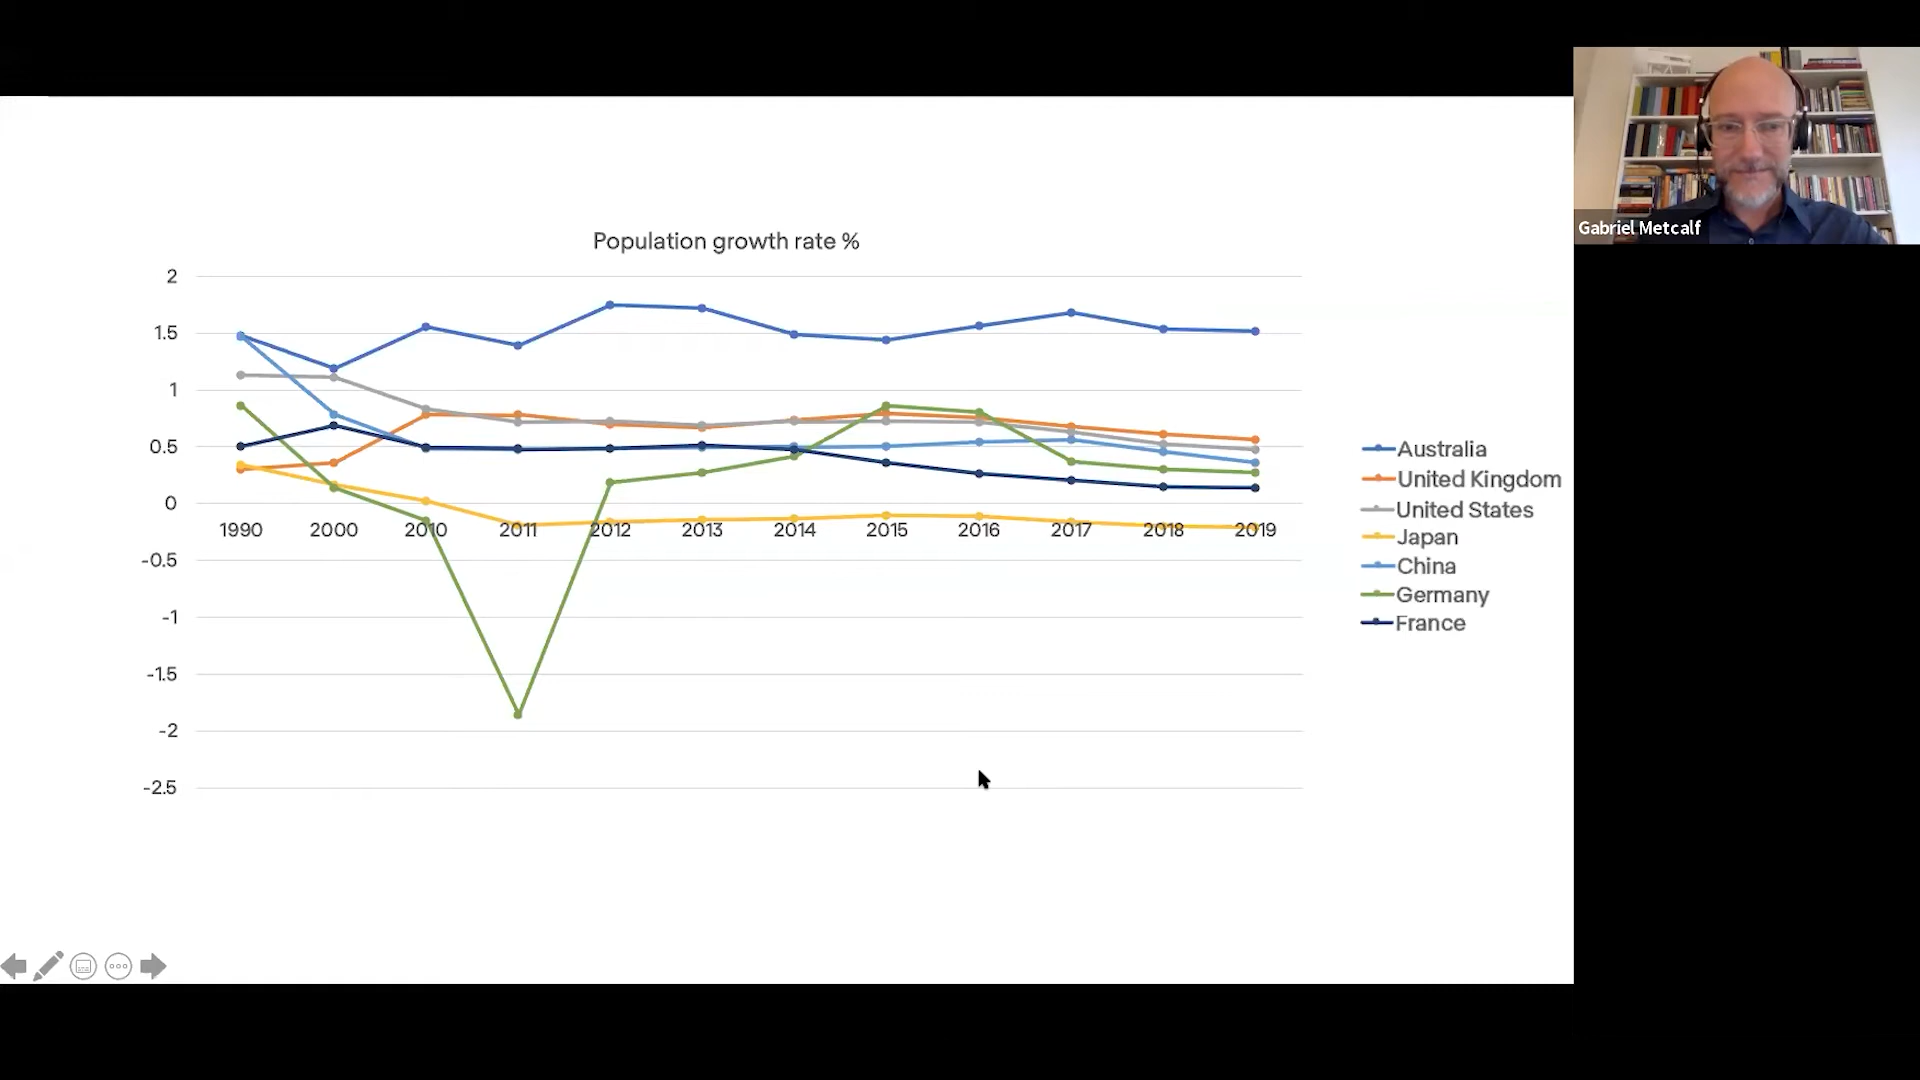 Population growth rate %
2
1.5
1
0.5
0
-0.5
-1
-1.5
-2
-2.5
1990 2000 2010 2011 2012 2013 2014 2015 2016 2017 2018 2019
Australia
United Kingdom
United States
Japan
China
Germany
France
Gabriel Metcalf